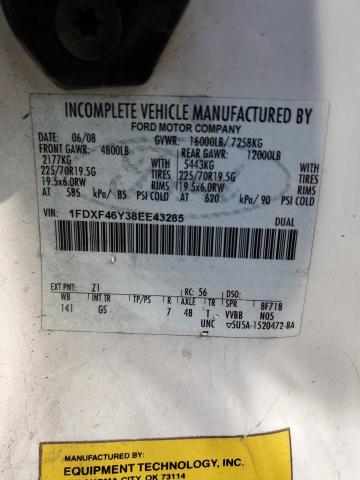 INCOMPLETE VEHICLE MANUFACTURED BY
FORD MOTOR COMPANY
DATE: 06/08 GVWR: 16000LB/ 7258KG
FRONT GAWR: 4800LB REAR GAWR: 12000LB
2177KG WITH 5443KG WITH
225/70R19.5G TIRES 225/70R19.5G TIRES
19.5x6.0RW RIMS 19.5x6.0RW RIMS
AT 585 kPa/ 85 PSI COLD AT 620 kPa/ 90 PSI COLD
VIN: 1FDXF46Y38EE43285 DUAL
EXT PNT: Z1 RC: 56 DSO:
WB INT TR TP/PS R AXLE TR SPR 8F71B
141 GS 7 48 T VVBB N05
UNC ▽5U5A-1520472-BA
MANUFACTURED BY:
EQUIPMENT TECHNOLOGY, INC.
CITY, OK 73114